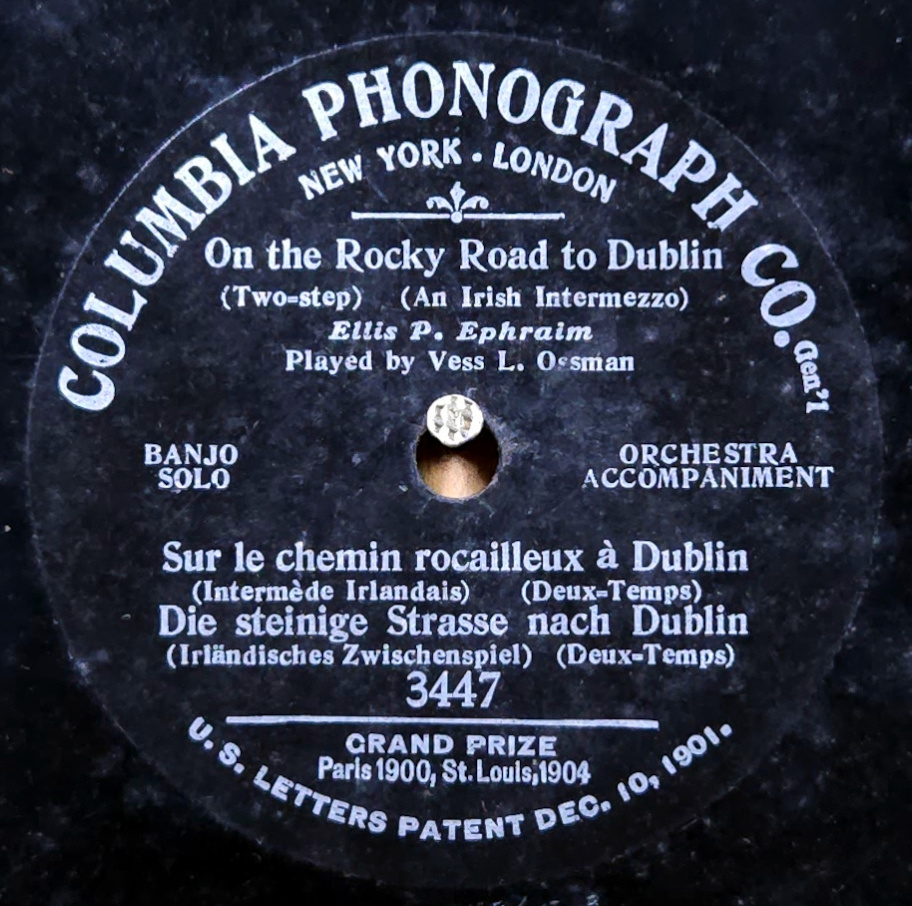 COLUMBIA PHONOGRAPH CO. Gen'l
NEW YORK · LONDON
On the Rocky Road to Dublin
(Two-step) (An Irish Intermezzo)
Ellis P. Ephraim
Played by Vess L. Ossman
BANJO SOLO
ORCHESTRA ACCOMPANIMENT
Sur le chemin rocailleux à Dublin
(Intermède Irlandais) (Deux-Temps)
Die steinige Strasse nach Dublin
(Irländisches Zwischenspiel) (Deux-Temps)
3447
GRAND PRIZE
Paris 1900, St. Louis, 1904
U.S. LETTERS PATENT DEC. 10, 1901.